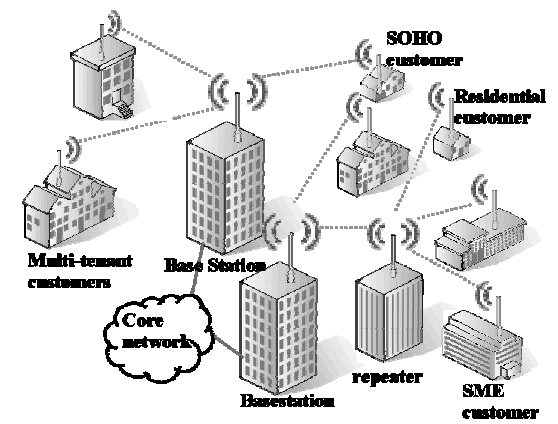 SOHO
customer
Residential
customer
Multi-tenant
customers
Base Station
Core
network
Basestation
repeater
SME
customer